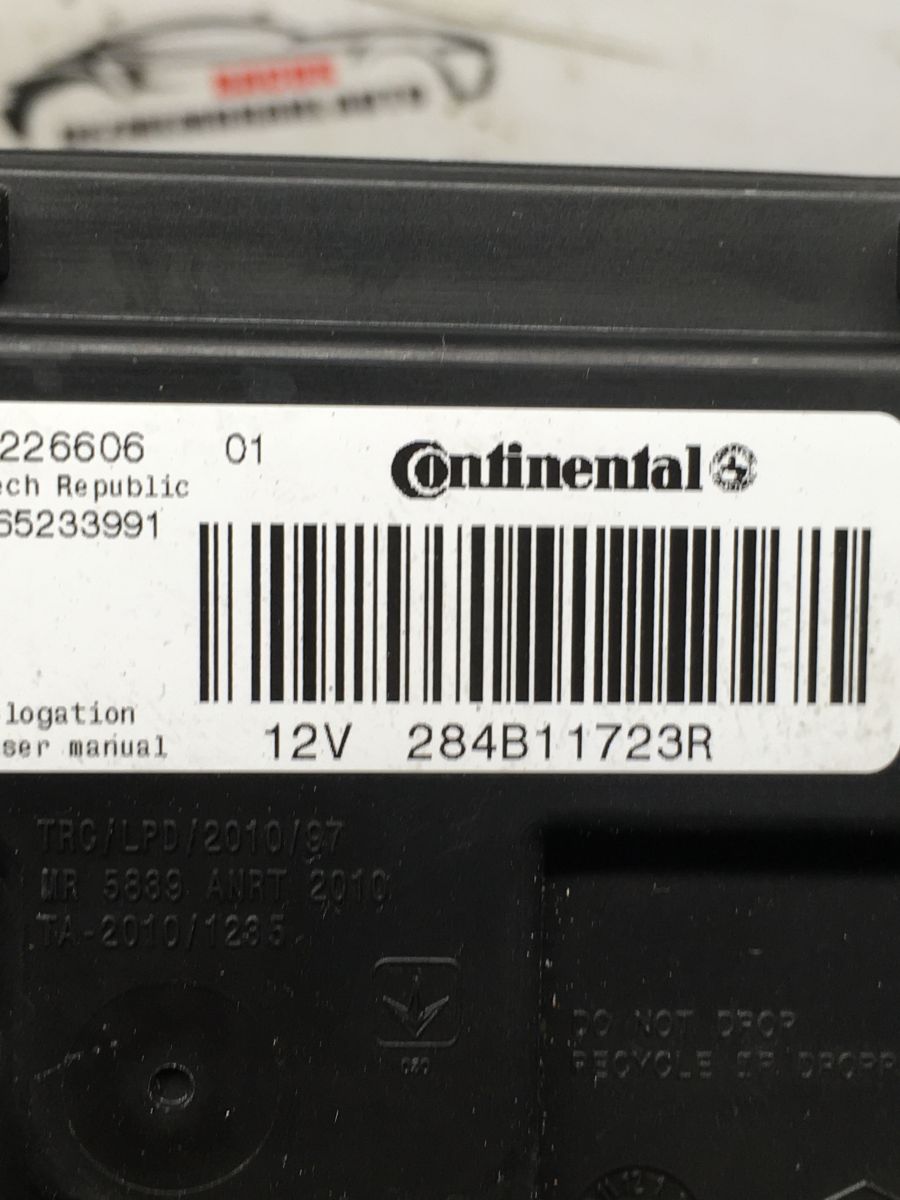 226606 01
Continental
ech Republic
65233991
logation
ser manual
12V 284B11723R
TRC/LPD/2010/97
MR 5839 ANRT 2010
TA-2010/1235
DO NOT DROP
RECYCLE IF DROPP